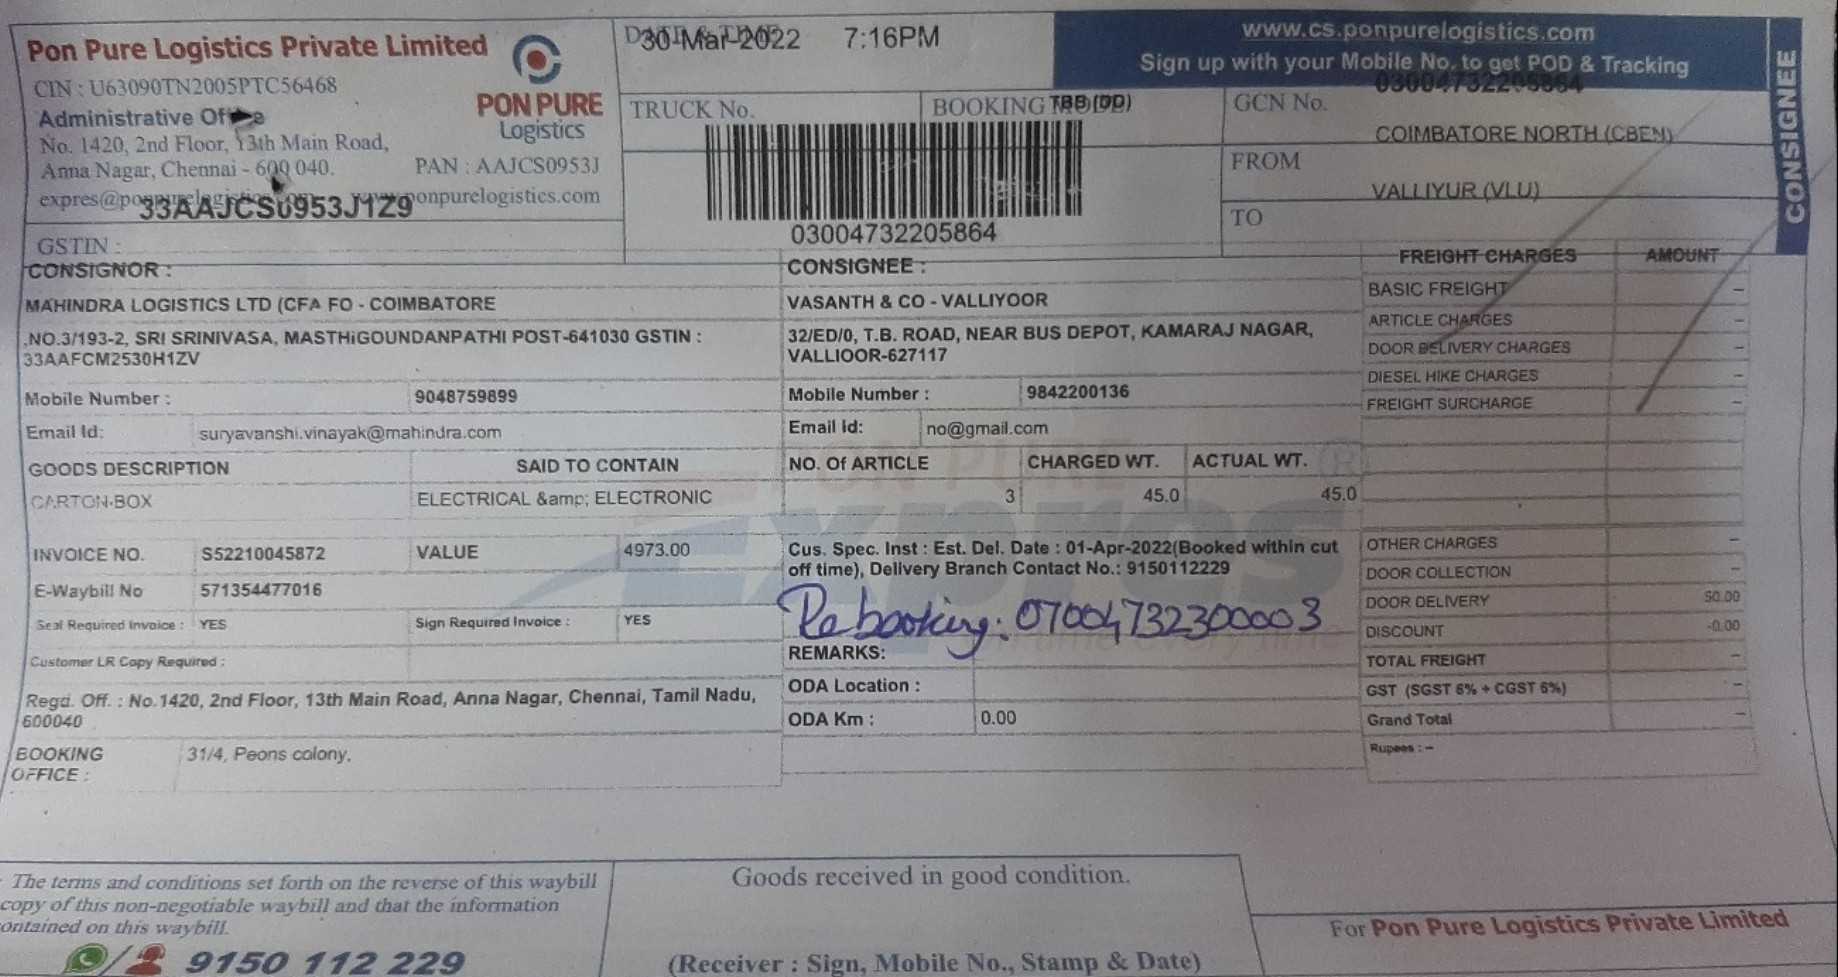 Pon Pure Logistics Private Limited
CIN : U63090TN2005PTC56468
Administrative
No. 1420, 2nd Floor, 13th Main Road,
Anna Nagar, Chennai - 600 040.
PAN : AAJCS0953J
33AAJCS0953J1Z9
GSTIN :
PON PURE
Logistics
DATE & TIME
30-Mar-2022 7:16PM
www.cs.ponpurelogistics.com
Sign up with your Mobile No. to get POD & Tracking
CONSIGNEE
TRUCK No.
BOOKING
TBB(DD)
03004732205864
GCN No.
03004732205864
COIMBATORE NORTH (CBEN)
FROM
VALLIYUR (VLU)
TO
CONSIGNOR :
MAHINDRA LOGISTICS LTD (CFA FO - COIMBATORE
,NO.3/193-2, SRI SRINIVASA, MASTHiGOUNDANPATHI POST-641030 GSTIN :
33AAFCM2530H1ZV
Mobile Number : 9048759899
Email Id: suryavanshi.vinayak@mahindra.com
CONSIGNEE :
VASANTH & CO - VALLIYOOR
32/ED/0, T.B. ROAD, NEAR BUS DEPOT, KAMARAJ NAGAR,
VALLIOOR-627117
Mobile Number : 9842200136
Email Id: no@gmail.com
GOODS DESCRIPTION SAID TO CONTAIN NO. Of ARTICLE CHARGED WT. ACTUAL WT.
CARTON-BOX ELECTRICAL &amp; ELECTRONIC 3 45.0 45.0
INVOICE NO. S52210045872 VALUE 4973.00
E-Waybill No 571354477016
Seal Required Invoice : YES Sign Required Invoice : YES
Customer LR Copy Required :
Regd. Off. : No.1420, 2nd Floor, 13th Main Road, Anna Nagar, Chennai, Tamil Nadu,
600040
BOOKING OFFICE : 31/4, Peons colony,
Cus. Spec. Inst : Est. Del. Date : 01-Apr-2022(Booked within cut
off time), Delivery Branch Contact No.: 9150112229
Re booking: 07004732300003
REMARKS:
ODA Location :
ODA Km : 0.00
PON PURE
Expres
FREIGHT CHARGES AMOUNT
BASIC FREIGHT –
ARTICLE CHARGES –
DOOR DELIVERY CHARGES –
DIESEL HIKE CHARGES –
FREIGHT SURCHARGE –
OTHER CHARGES –
DOOR COLLECTION –
DOOR DELIVERY 50.00
DISCOUNT -0.00
TOTAL FREIGHT –
GST (SGST 6% + CGST 6%) –
Grand Total –
Rupees : –
The terms and conditions set forth on the reverse of this waybill
copy of this non-negotiable waybill and that the information
contained on this waybill.
9150 112 229
Goods received in good condition.
(Receiver : Sign, Mobile No., Stamp & Date)
For Pon Pure Logistics Private Limited